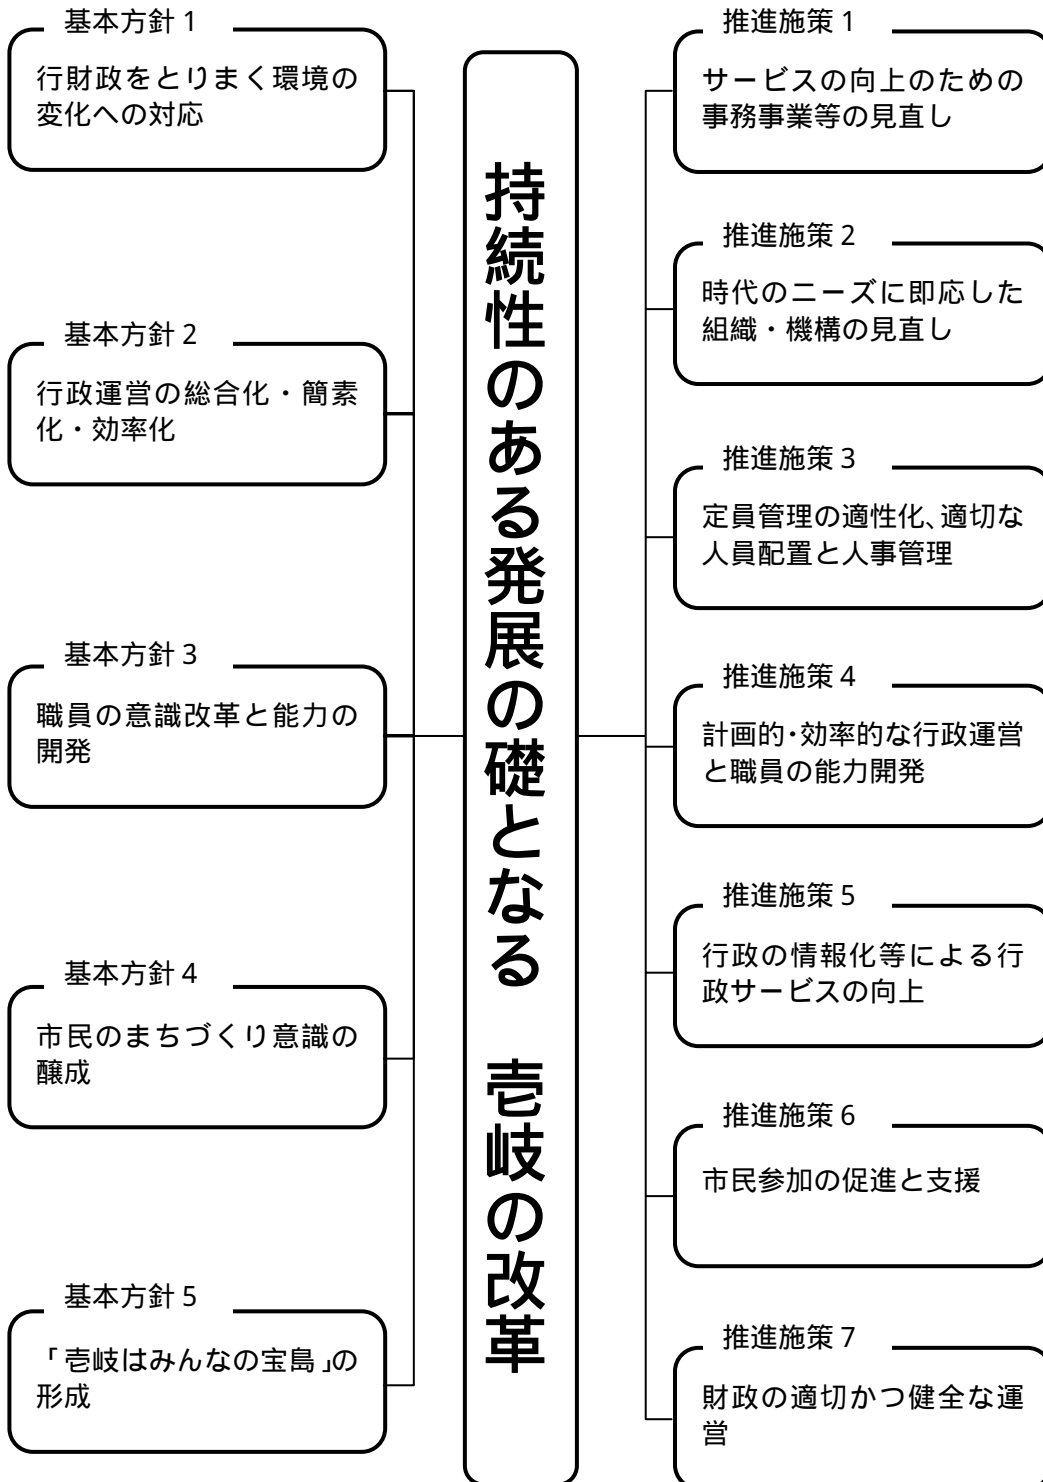 基本方針 1
行財政をとりまく環境の
変化への対応
基本方針 2
行政運営の総合化・簡素
化・効率化
基本方針 3
職員の意識改革と能力の
開発
基本方針 4
市民のまちづくり意識の
醸成
基本方針 5
「壱岐はみんなの宝島」の
形成
持続性のある発展の礎となる　壱岐の改革
推進施策 1
サービスの向上のための
事務事業等の見直し
推進施策 2
時代のニーズに即応した
組織・機構の見直し
推進施策 3
定員管理の適性化、適切な
人員配置と人事管理
推進施策 4
計画的・効率的な行政運営
と職員の能力開発
推進施策 5
行政の情報化等による行
政サービスの向上
推進施策 6
市民参加の促進と支援
推進施策 7
財政の適切かつ健全な運
営